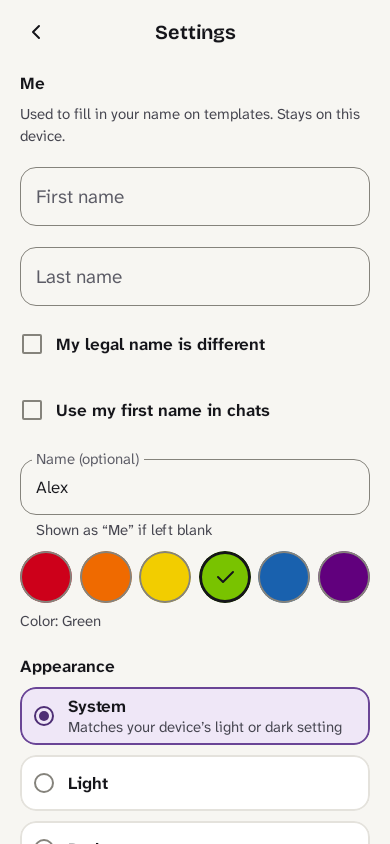 Settings
Me
Used to fill in your name on templates. Stays on this
device.
First name
Last name
My legal name is different
Use my first name in chats
Name (optional)
Alex
Shown as “Me” if left blank
Color: Green
Appearance
System
Matches your device’s light or dark setting
Light